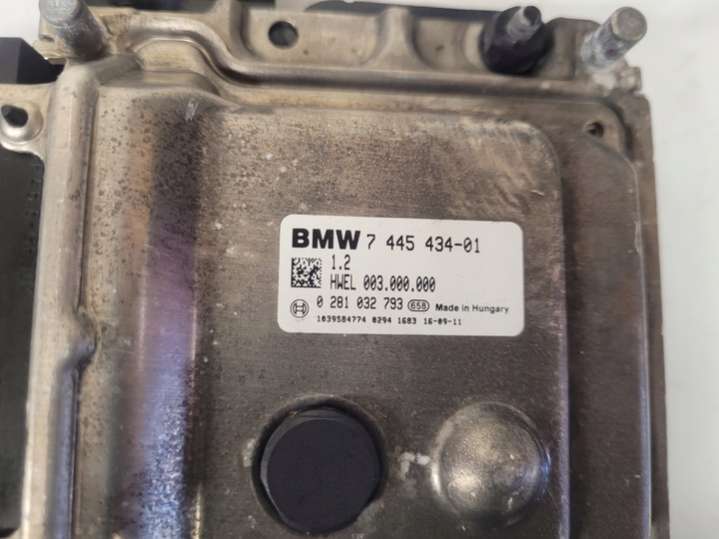 BMW 7 445 434-01
1.2
HWEL 003.000.000
0 281 032 793 658 Made in Hungary
1039S84774 0294 1683 16-09-11